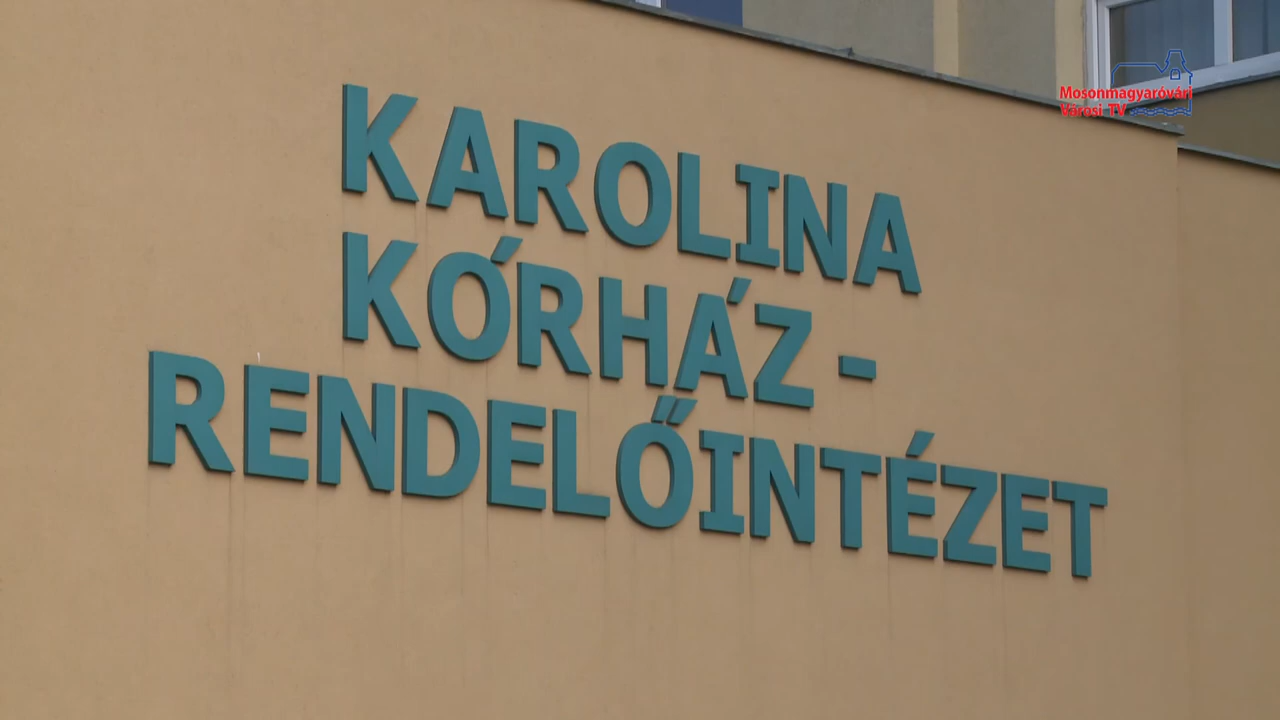 KAROLINA
KÓRHÁZ -
RENDELŐINTÉZET
Mosonmagyaróvári
Városi TV